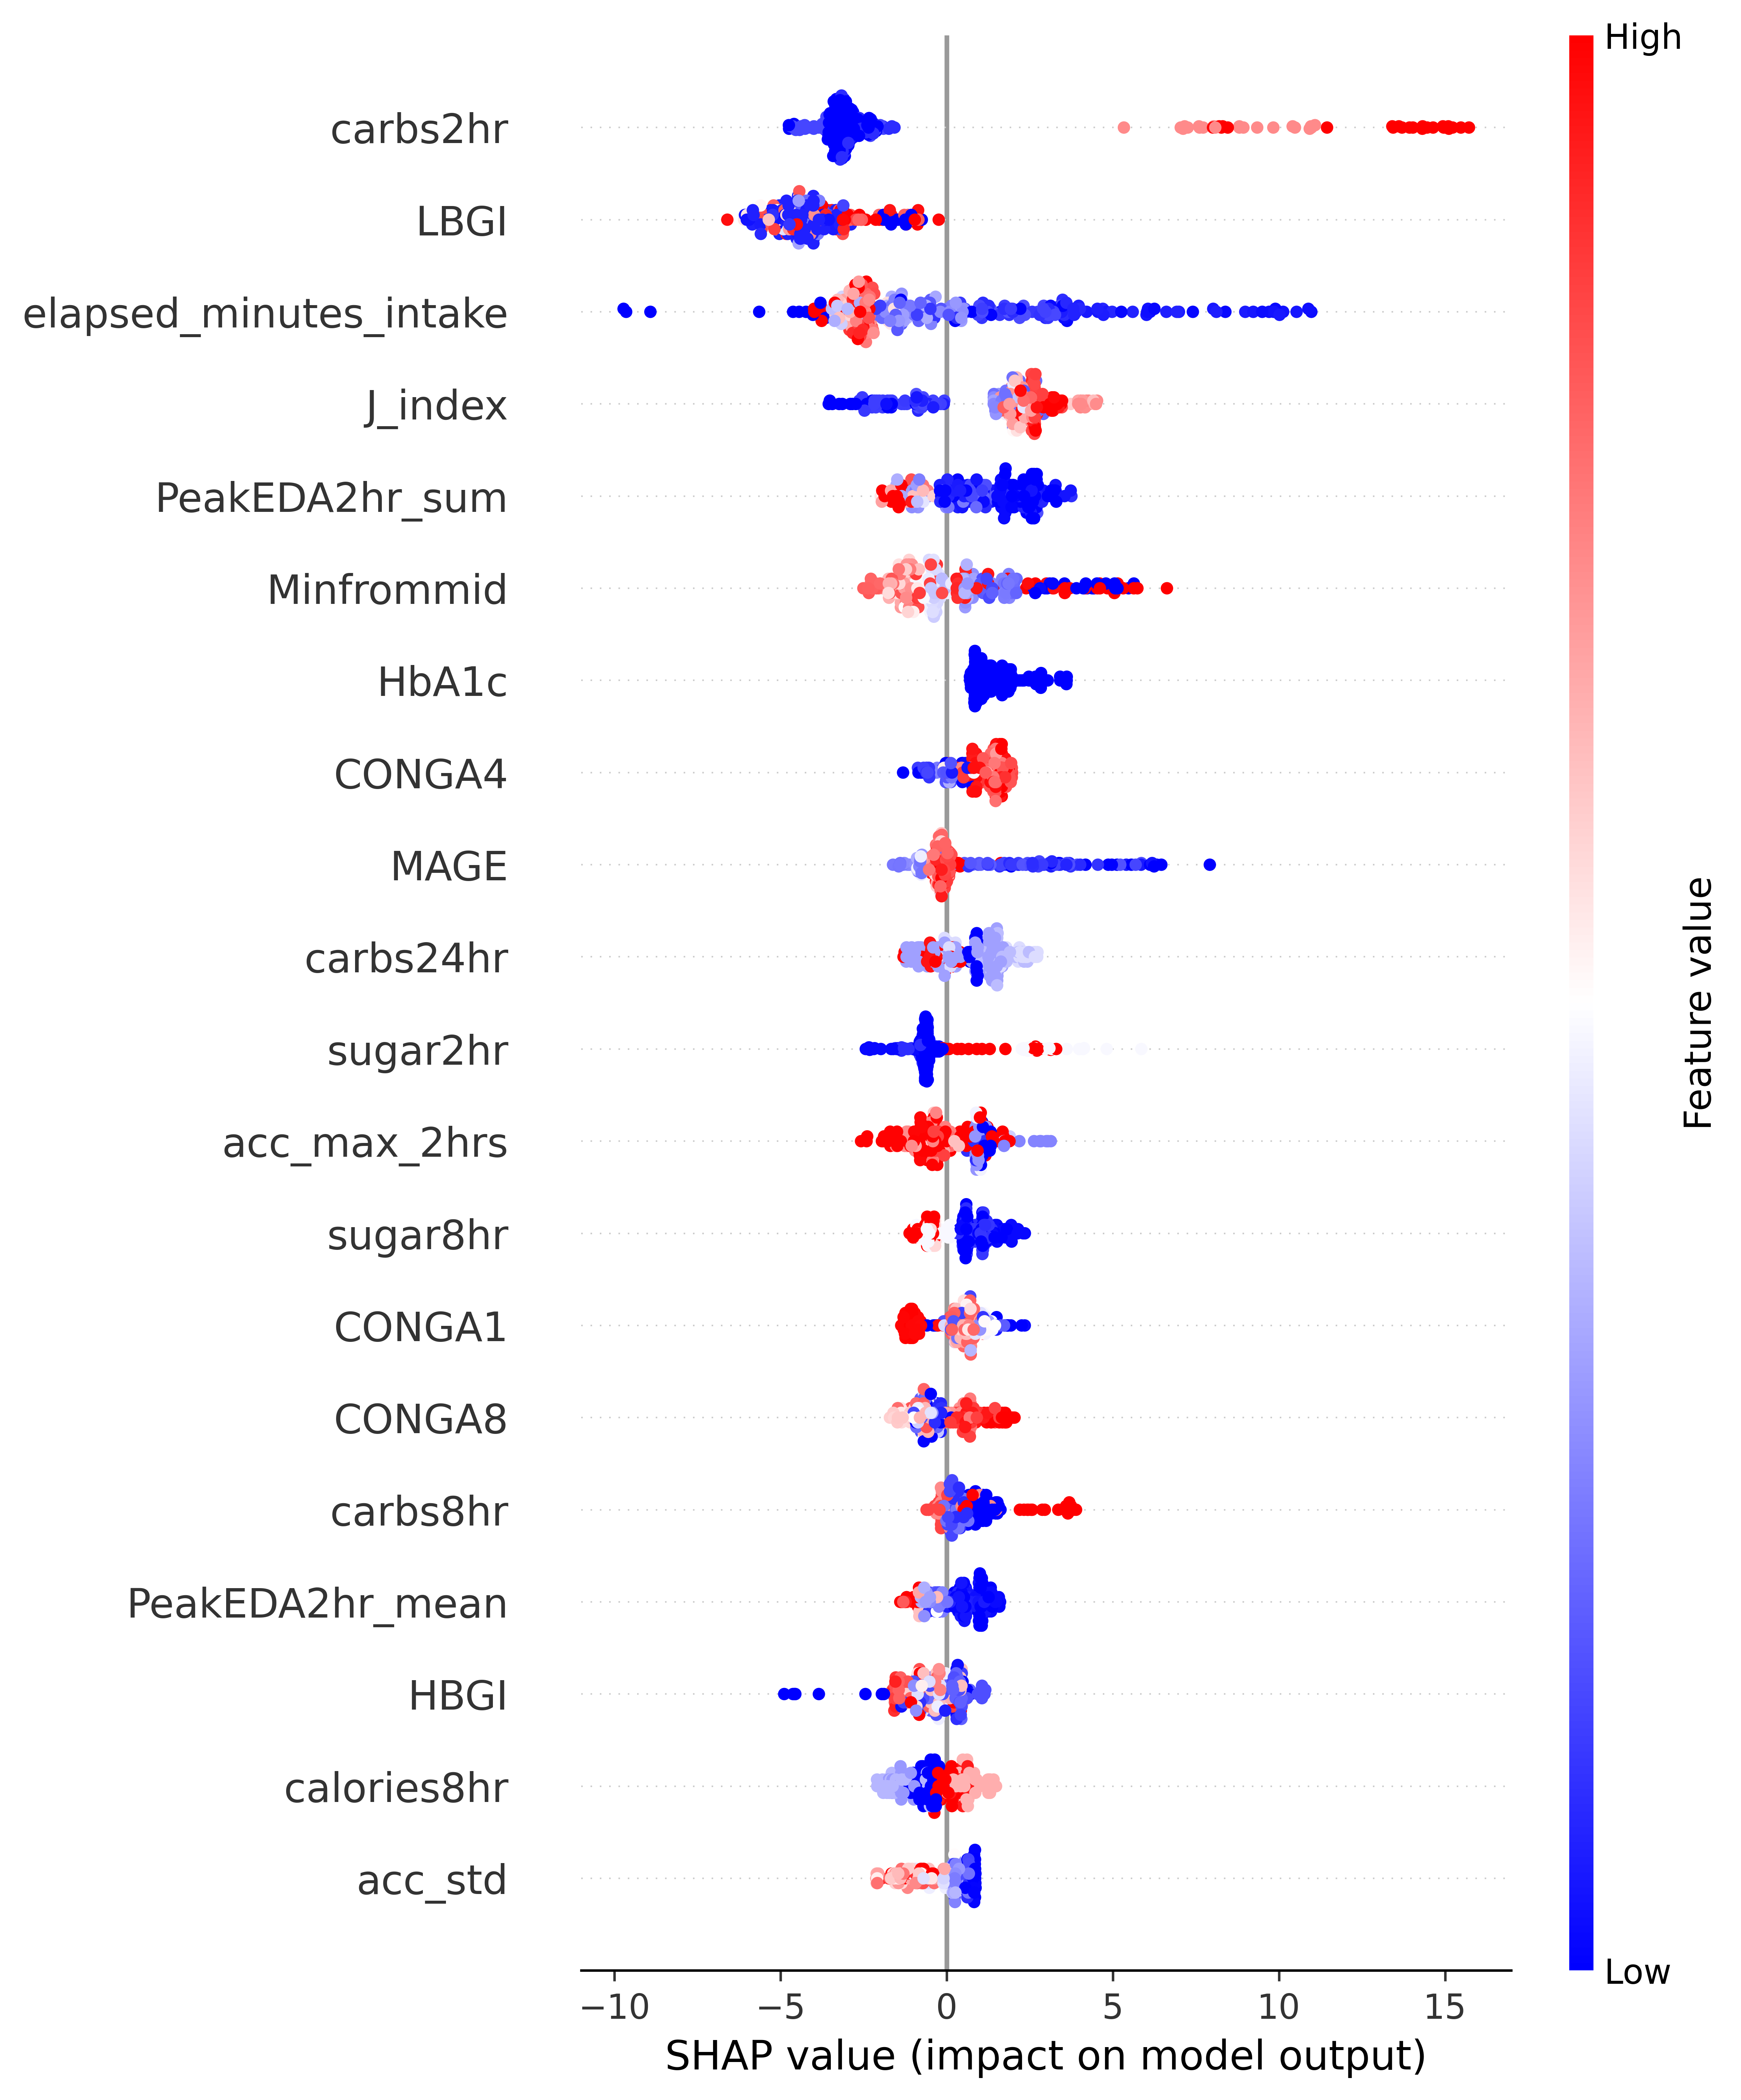 High
carbs2hr
LBGI
elapsed_minutes_intake
J_index
PeakEDA2hr_sum
Minfrommid
HbA1c
CONGA4
MAGE
carbs24hr
sugar2hr
acc_max_2hrs
sugar8hr
CONGA1
CONGA8
carbs8hr
PeakEDA2hr_mean
HBGI
calories8hr
acc_std
Feature value
Low
−10 −5 0 5 10 15
SHAP value (impact on model output)